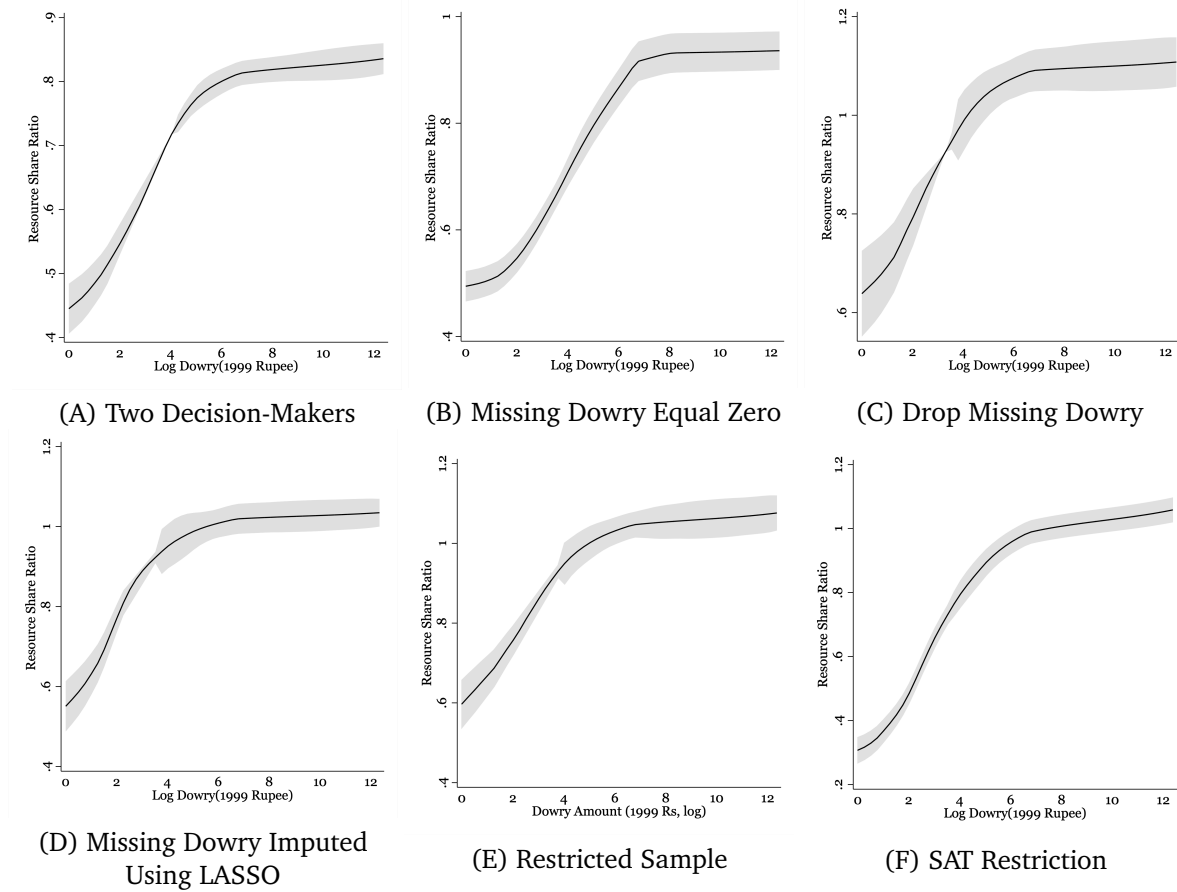 .9
.8
.7
.6
.5
.4
Resource Share Ratio
0 2 4 6 8 10 12
Log Dowry(1999 Rupee)
(A) Two Decision-Makers
1
.8
.6
.4
Resource Share Ratio
0 2 4 6 8 10 12
Log Dowry(1999 Rupee)
(B) Missing Dowry Equal Zero
1.2
1
.8
.6
Resource Share Ratio
0 2 4 6 8 10 12
Log Dowry(1999 Rupee)
(C) Drop Missing Dowry
1.2
1
.8
.6
.4
Resource Share Ratio
0 2 4 6 8 10 12
Log Dowry(1999 Rupee)
(D) Missing Dowry Imputed
Using LASSO
1.2
1
.8
.6
.4
Resource Share Ratio
0 2 4 6 8 10 12
Dowry Amount (1999 Rs, log)
(E) Restricted Sample
1.2
1
.8
.6
.4
.2
Resource Share Ratio
0 2 4 6 8 10 12
Log Dowry(1999 Rupee)
(F) SAT Restriction